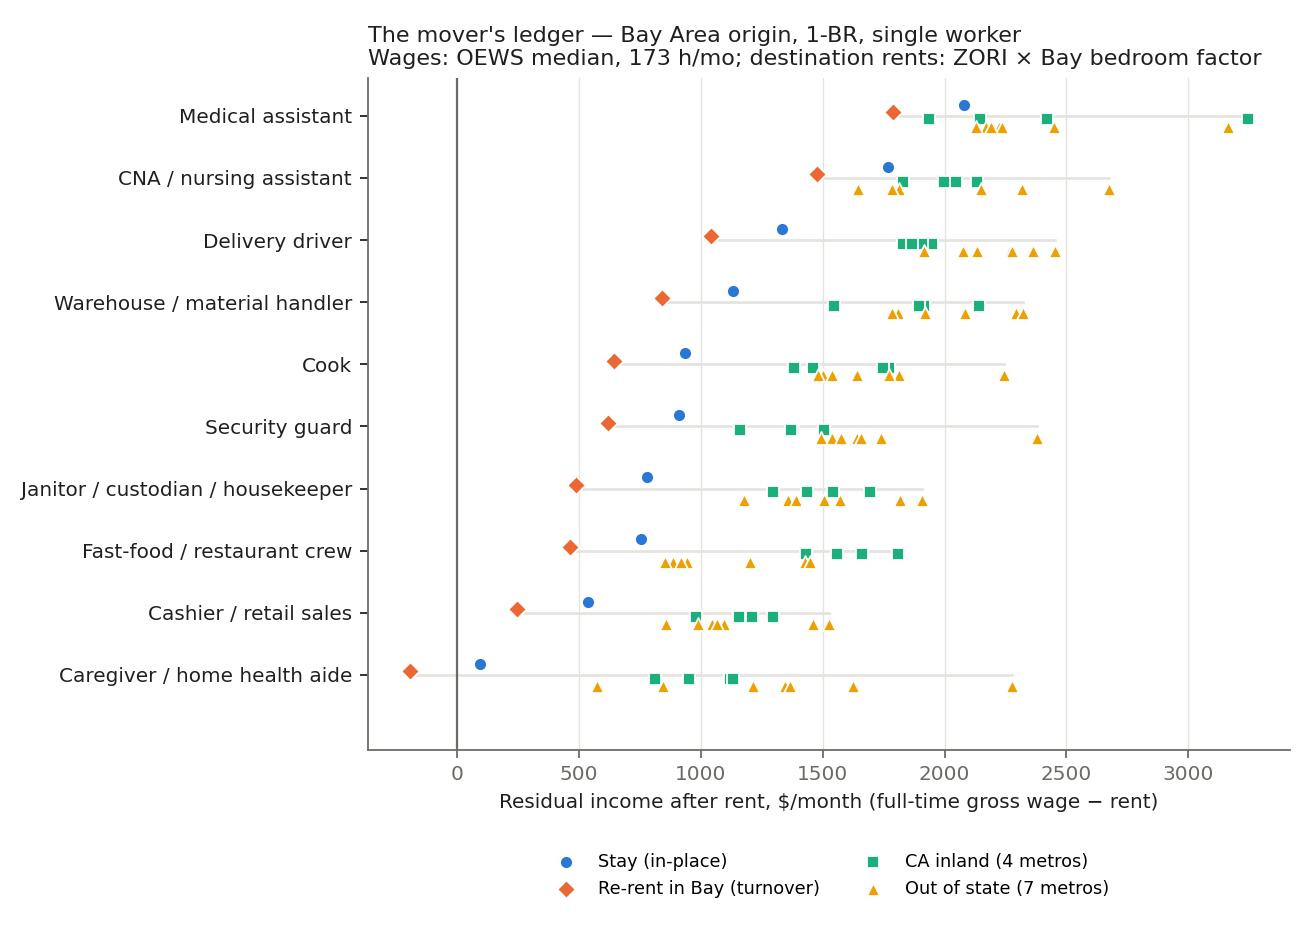 The mover's ledger — Bay Area origin, 1-BR, single worker
Wages: OEWS median, 173 h/mo; destination rents: ZORI × Bay bedroom factor
Medical assistant
CNA / nursing assistant
Delivery driver
Warehouse / material handler
Cook
Security guard
Janitor / custodian / housekeeper
Fast-food / restaurant crew
Cashier / retail sales
Caregiver / home health aide
0 500 1000 1500 2000 2500 3000
Residual income after rent, $/month (full-time gross wage − rent)
Stay (in-place)
Re-rent in Bay (turnover)
CA inland (4 metros)
Out of state (7 metros)